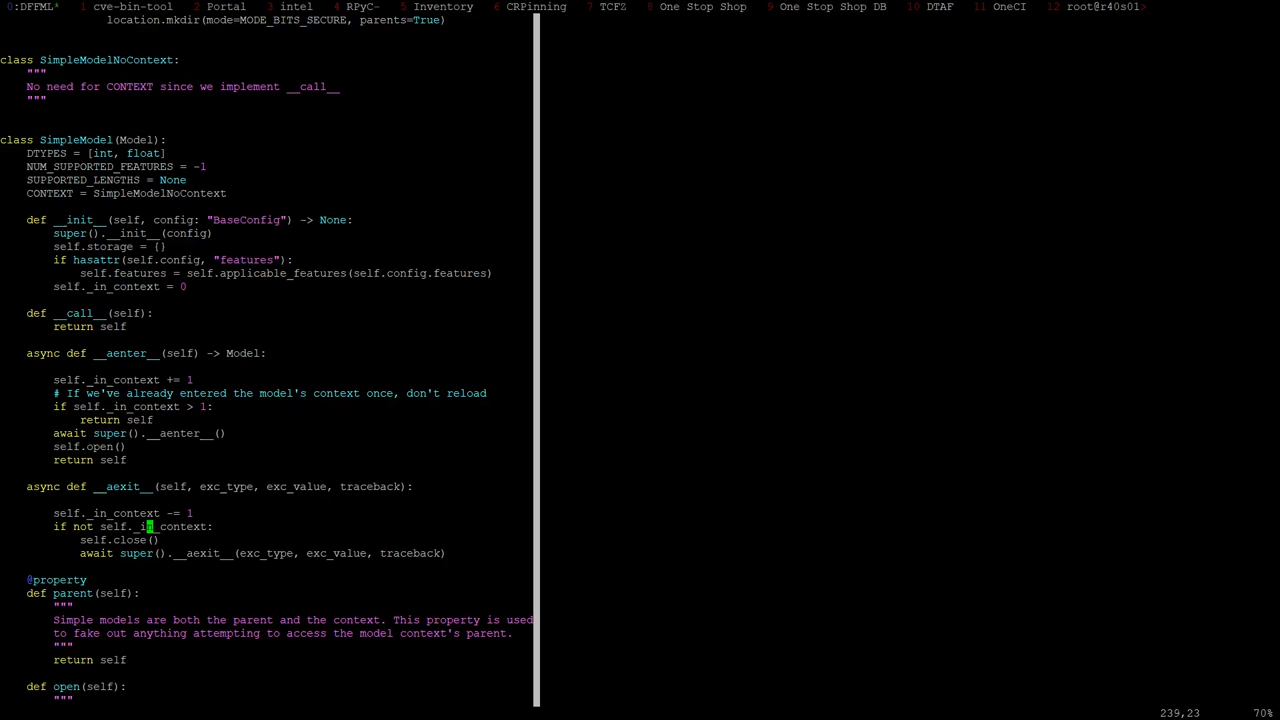 0:DFFML* 1 cve-bin-tool 2 Portal 3 intel 4 RPyC- 5 Inventory 6 CRPinning 7 TCF2 8 One Stop Shop 9 One Stop Shop DB 10 DTAF 11 OneCI 12 root@r40s01>
location.mkdir(mode=MODE_BITS_SECURE, parents=True)
class SimpleModelNoContext:
"""
No need for CONTEXT since we implement __call__
"""
class SimpleModel(Model):
DTYPES = [int, float]
NUM_SUPPORTED_FEATURES = -1
SUPPORTED_LENGTHS = None
CONTEXT = SimpleModelNoContext
def __init__(self, config: "BaseConfig") -> None:
super().__init__(config)
self.storage = {}
if hasattr(self.config, "features"):
self.features = self.applicable_features(self.config.features)
self._in_context = 0
def __call__(self):
return self
async def __aenter__(self) -> Model:
self._in_context += 1
# If we've already entered the model's context once, don't reload
if self._in_context > 1:
return self
await super().__aenter__()
self.open()
return self
async def __aexit__(self, exc_type, exc_value, traceback):
self._in_context -= 1
if not self._in_context:
self.close()
await super().__aexit__(exc_type, exc_value, traceback)
@property
def parent(self):
"""
Simple models are both the parent and the context. This property is used
to fake out anything attempting to access the model context's parent.
"""
return self
def open(self):
"""
239,23 70%